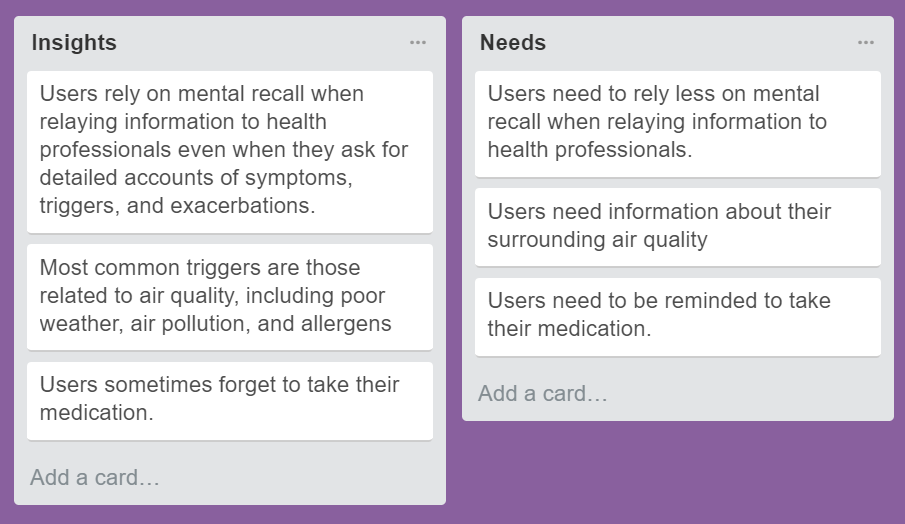 Insights
Users rely on mental recall when
relaying information to health
professionals even when they ask for
detailed accounts of symptoms,
triggers, and exacerbations.
Most common triggers are those
related to air quality, including poor
weather, air pollution, and allergens
Users sometimes forget to take their
medication.
Add a card…
Needs
Users need to rely less on mental
recall when relaying information to
health professionals.
Users need information about their
surrounding air quality
Users need to be reminded to take
their medication.
Add a card…